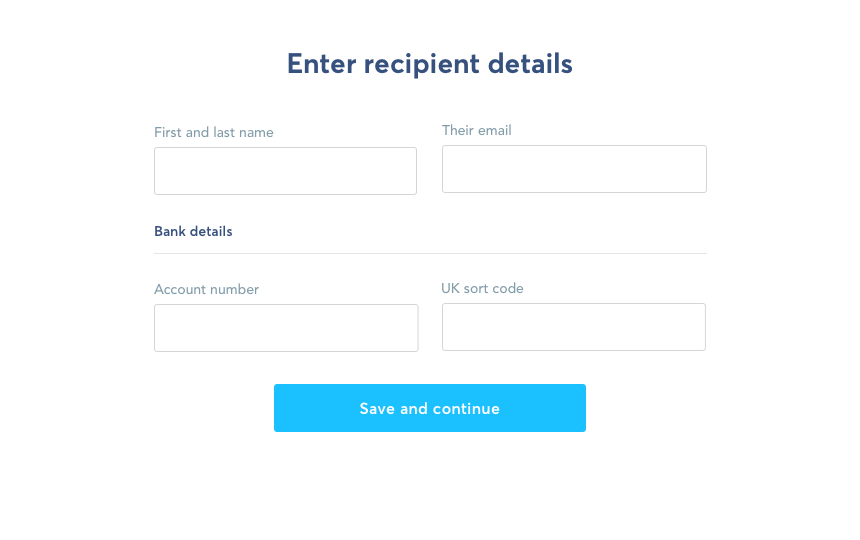 Enter recipient details
First and last name
Their email
Bank details
Account number
UK sort code
Save and continue